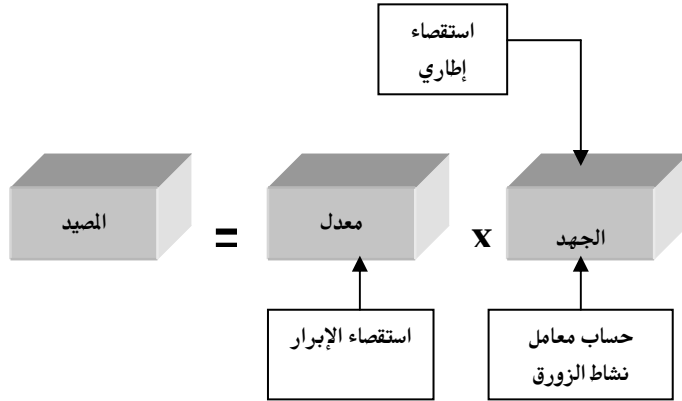 استقصاء
إطاري
المصيد
=
معدل
x
الجهد
استقصاء الإبرار
حساب معامل
نشاط الزورق